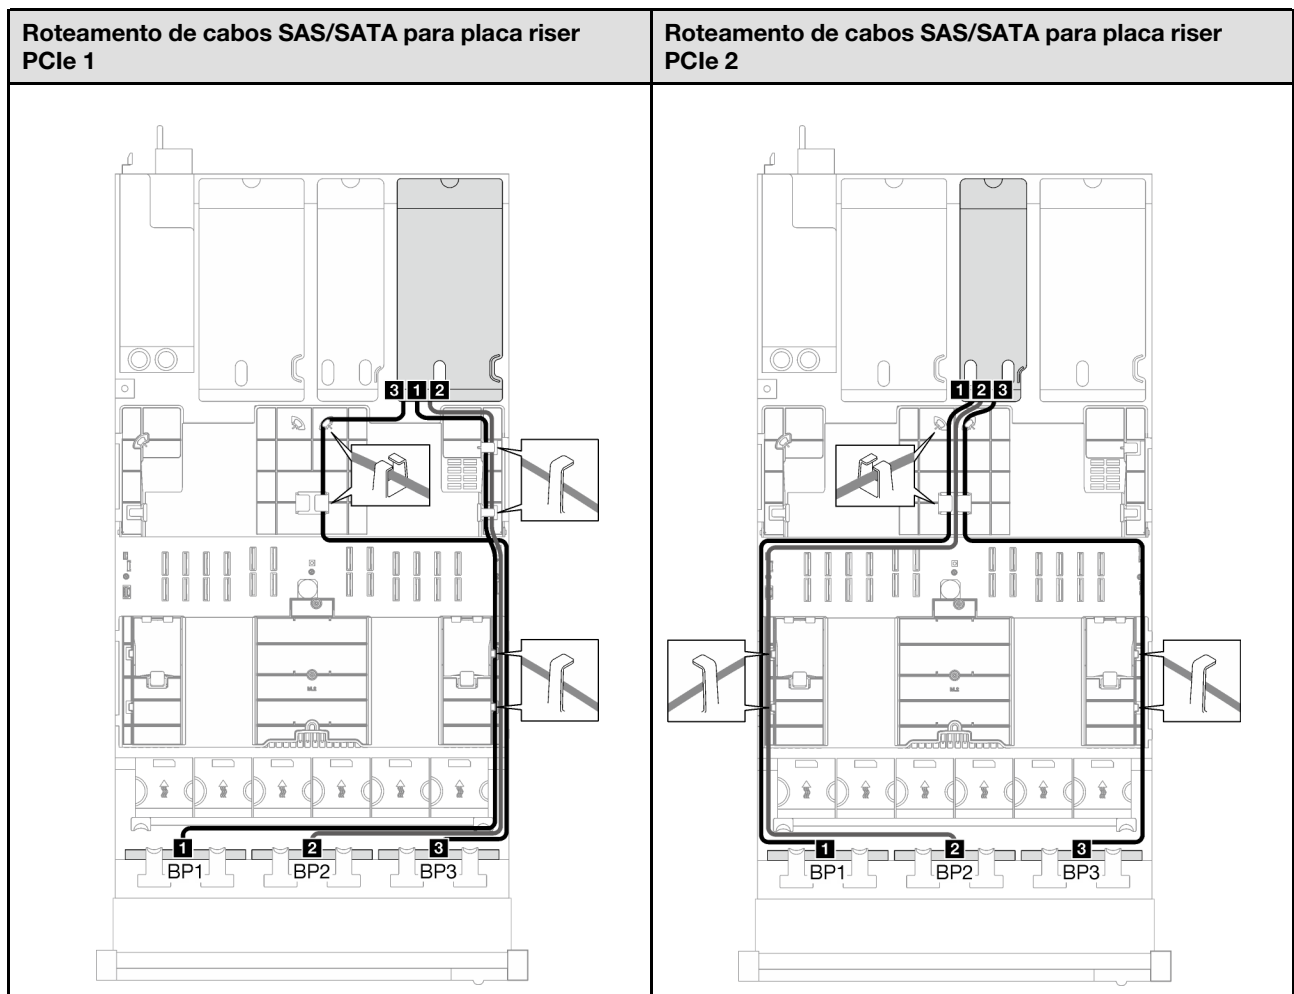 Roteamento de cabos SAS/SATA para placa riser
PCIe 1
Roteamento de cabos SAS/SATA para placa riser
PCIe 2
3 1 2
1 2 3
BP1 BP2 BP3
1 2 3
1 2 3
BP1 BP2 BP3